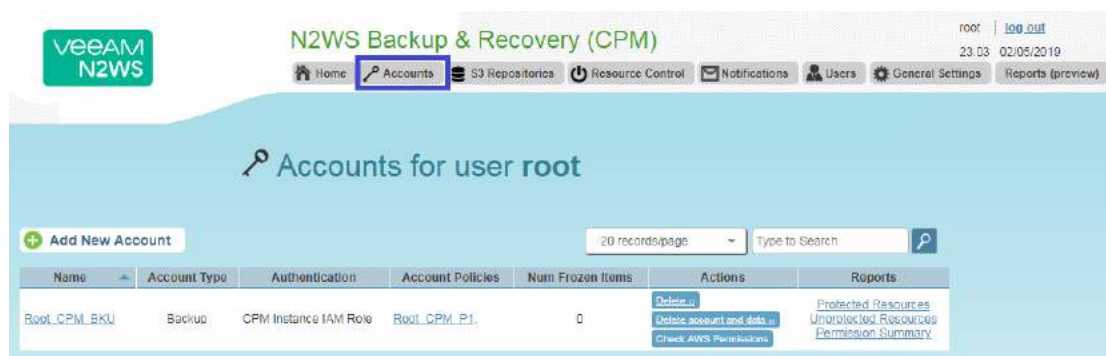 veeAM
N2WS
N2WS Backup & Recovery (CPM)
root | log out
23:03 02/05/2019
Home Accounts S3 Repositories Resource Control Notifications Users General Settings Reports (preview)
Accounts for user root
Add New Account
20 records/page
Type to Search
Name Account Type Authentication Account Policies Num Frozen Items Actions Reports
Root_CPM_BKU Backup CPM Instance IAM Role Root_CPM_P1, 0
Delete
Delete account and data
Check AWS Permissions
Protected Resources
Unprotected Resources
Permission Summary